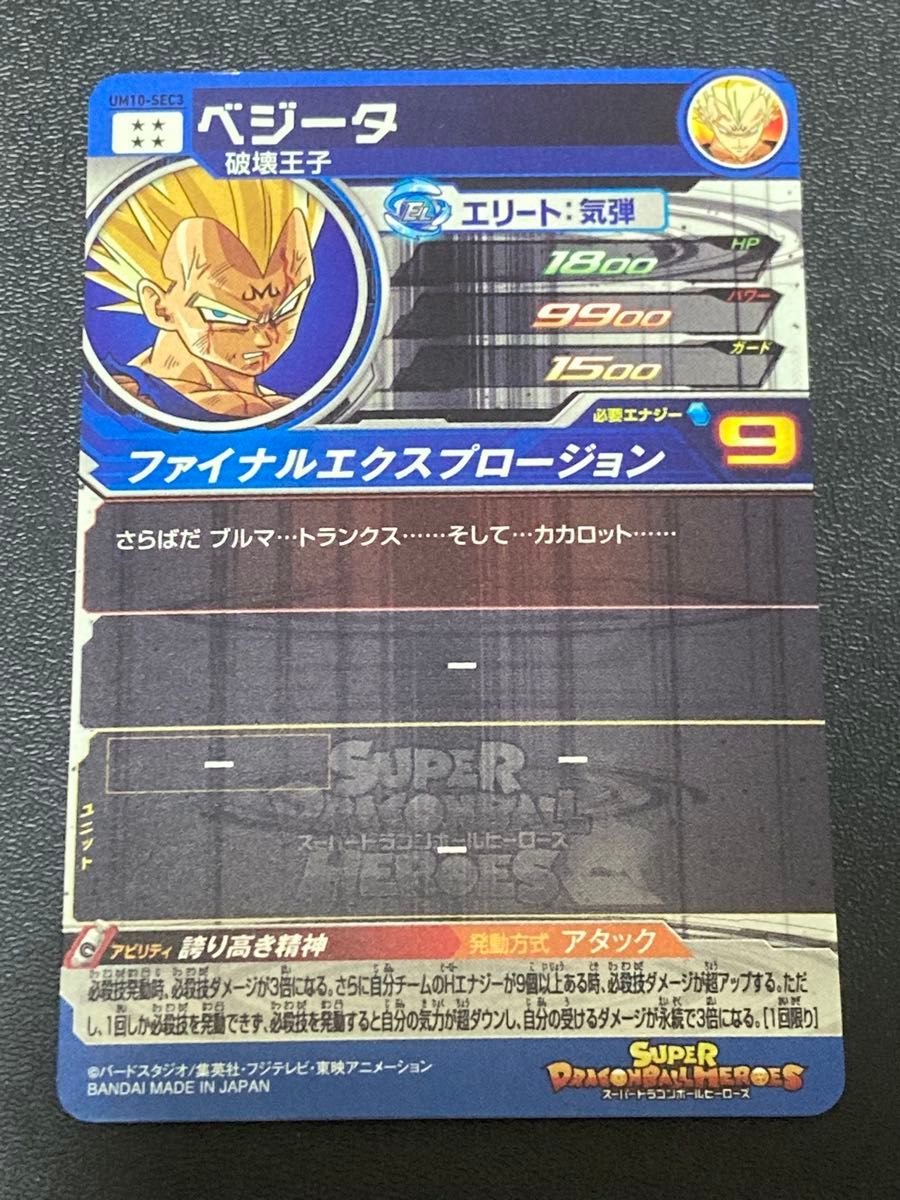 UM10-SEC3
★★
★★
ベジータ
破壊王子
EL エリート:気弾
HP
1800
パワー
9900
ガード
1500
必要エナジー 9
ファイナルエクスプロージョン
さらばだ ブルマ…トランクス……そして…カカロット……
ー
ー ー
ユニット
SUPER
DRAGONBALL
スーパードラゴンボールヒーローズ
ー
HEROES
アビリティ 誇り高き精神 発動方式 アタック
必殺技発動時、必殺技ダメージが3倍になる。さらに自分チームのHエナジーが9個以上ある時、必殺技ダメージが超アップする。ただ
し、1回しか必殺技を発動できず、必殺技を発動すると自分の気力が超ダウンし、自分の受けるダメージが永続で3倍になる。[1回限り]
©バードスタジオ/集英社・フジテレビ・東映アニメーション
BANDAI MADE IN JAPAN
SUPER
DRAGONBALL HEROES
スーパードラゴンボールヒーローズ